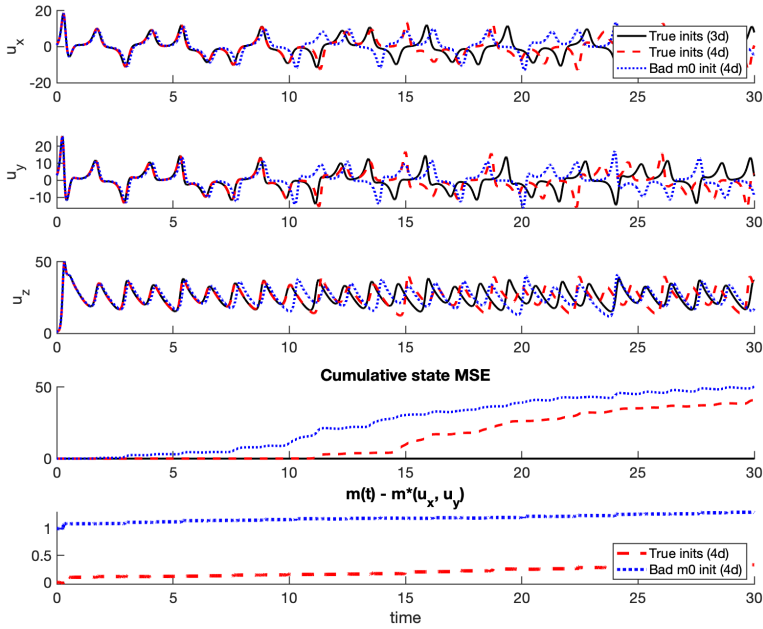 20
0
-20
u_x
0 5 10 15 20 25 30
True inits (3d)
True inits (4d)
Bad m0 init (4d)
20
10
0
-10
u_y
0 5 10 15 20 25 30
50
0
u_z
0 5 10 15 20 25 30
Cumulative state MSE
50
0
0 5 10 15 20 25 30
m(t) - m*(u_x, u_y)
1
0.5
0
True inits (4d)
Bad m0 init (4d)
0 5 10 15 20 25 30
time